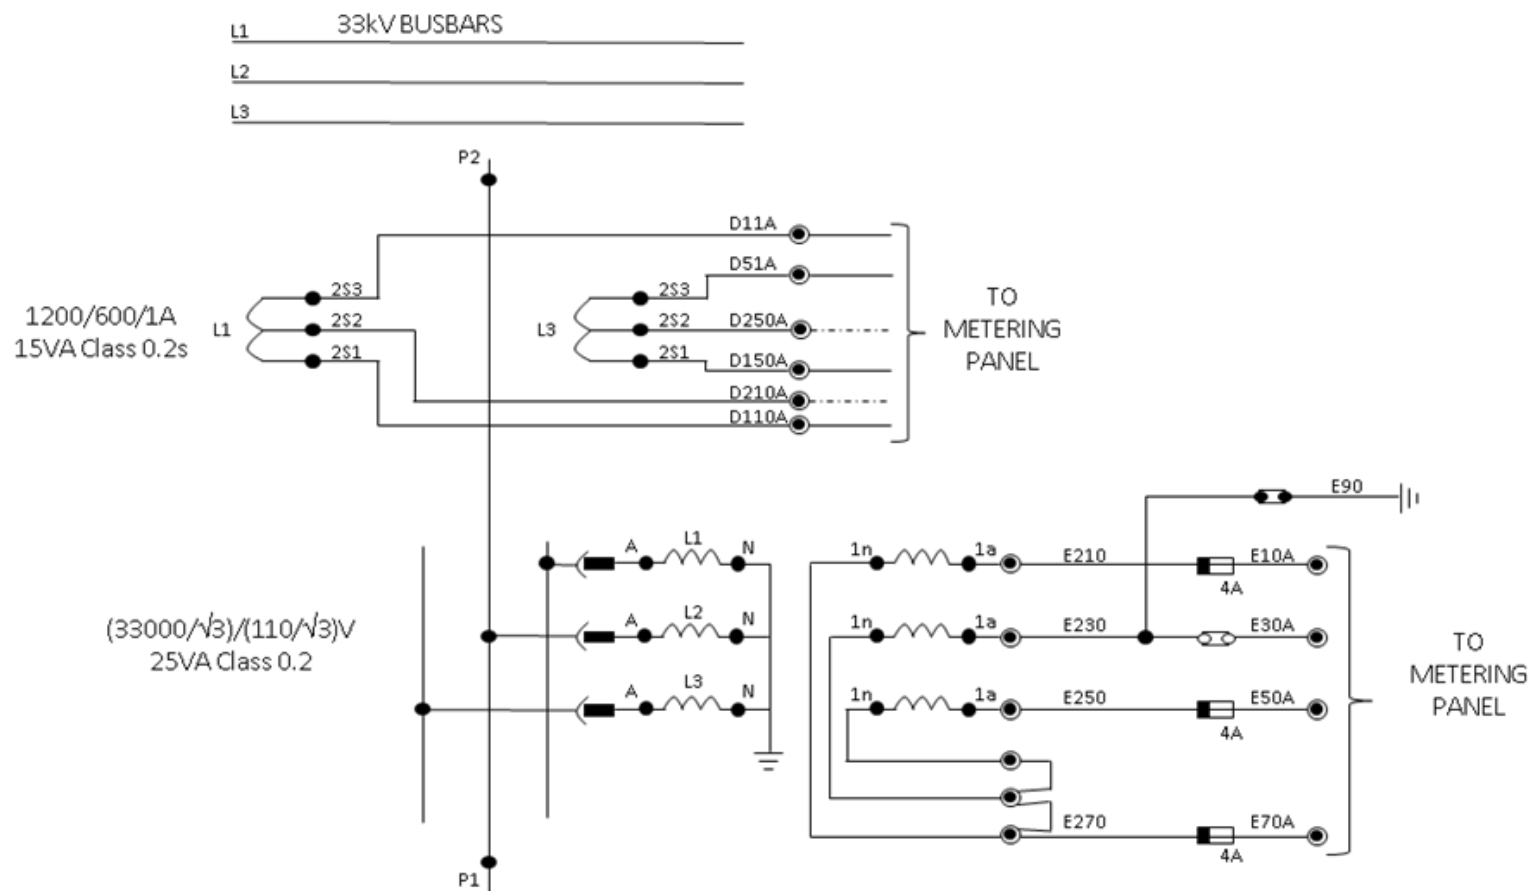 33kV BUSBARS
L1
L2
L3
P2
D11A
D51A
2S3
2S3
1200/600/1A
15VA Class 0.2s
L1
2S2
L3
2S2
D250A
TO
METERING
PANEL
2S1
2S1
D150A
D210A
D110A
E90
A
L1
N
1n
1a
E210
E10A
4A
(33000/√3)/(110/√3)V
25VA Class 0.2
A
L2
N
1n
1a
E230
E30A
TO
METERING
PANEL
A
L3
N
1n
1a
E250
E50A
4A
E270
E70A
4A
P1